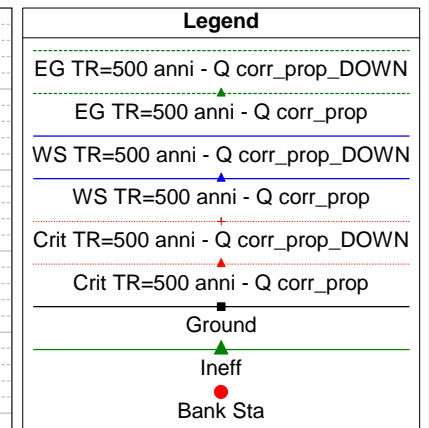 Legend
EG TR=500 anni - Q corr_prop_DOWN
EG TR=500 anni - Q corr_prop
WS TR=500 anni - Q corr_prop_DOWN
WS TR=500 anni - Q corr_prop
Crit TR=500 anni - Q corr_prop_DOWN
Crit TR=500 anni - Q corr_prop
Ground
Ineff
Bank Sta